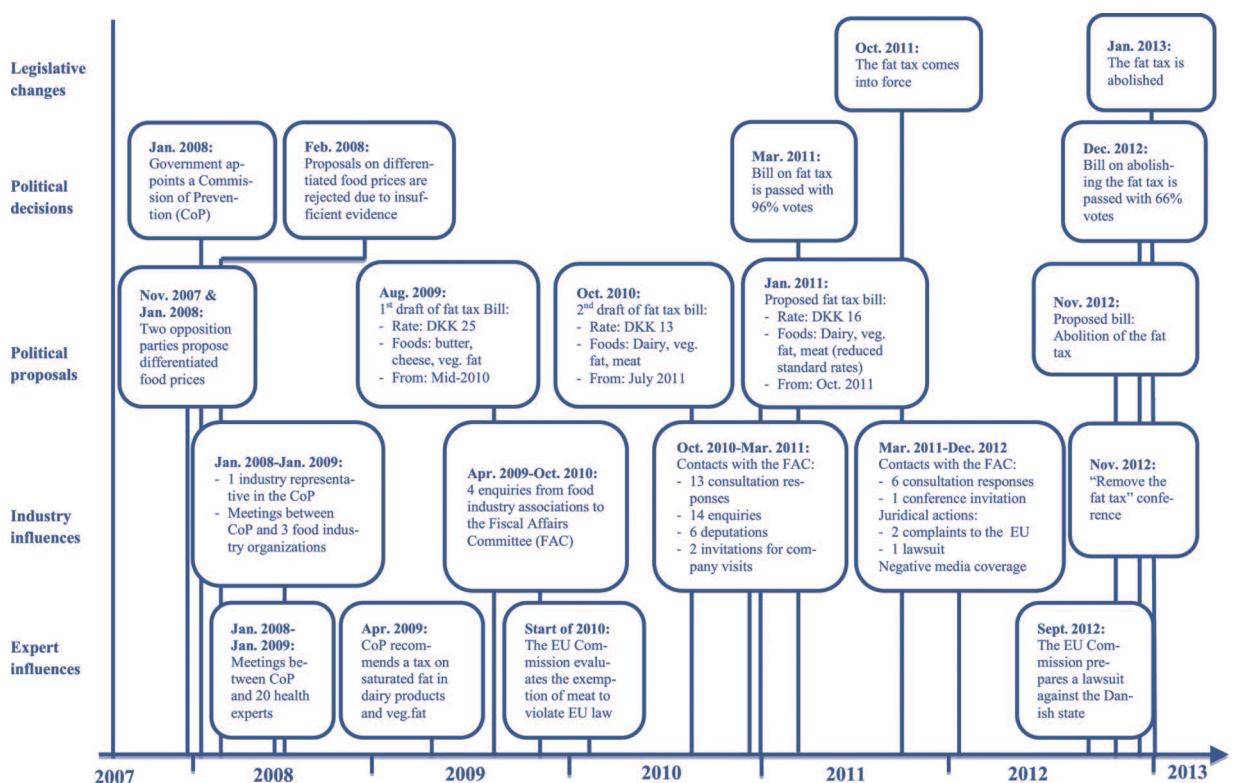 Legislative
changes
Oct. 2011:
The fat tax comes
into force
Jan. 2013:
The fat tax is
abolished
Political
decisions
Jan. 2008:
Government ap-
points a Commis-
sion of Preven-
tion (CoP)
Feb. 2008:
Proposals on differen-
tiated food prices are
rejected due to insuf-
ficient evidence
Mar. 2011:
Bill on fat tax
is passed with
96% votes
Dec. 2012:
Bill on abolish-
ing the fat tax is
passed with 66%
votes
Political
proposals
Nov. 2007 &
Jan. 2008:
Two opposition
parties propose
differentiated
food prices
Aug. 2009:
1st draft of fat tax Bill:
- Rate: DKK 25
- Foods: butter,
cheese, veg. fat
- From: Mid-2010
Oct. 2010:
2nd draft of fat tax bill:
- Rate: DKK 13
- Foods: Dairy, veg.
fat, meat
- From: July 2011
Jan. 2011:
Proposed fat tax bill:
- Rate: DKK 16
- Foods: Dairy, veg.
fat, meat (reduced
standard rates)
- From: Oct. 2011
Nov. 2012:
Proposed bill:
Abolition of the fat
tax
Industry
influences
Jan. 2008-Jan. 2009:
- 1 industry represen-
tative in the CoP
- Meetings between
CoP and 3 food indus-
try organizations
Apr. 2009-Oct. 2010:
4 enquiries from food
industry associations to
the Fiscal Affairs
Committee (FAC)
Oct. 2010-Mar. 2011:
Contacts with the FAC:
- 13 consultation res-
ponses
- 14 enquiries
- 6 deputations
- 2 invitations for com-
pany visits
Mar. 2011-Dec. 2012
Contacts with the FAC:
- 6 consultation responses
- 1 conference invitation
Juridical actions:
- 2 complaints to the EU
- 1 lawsuit
Negative media coverage
Nov. 2012:
“Remove the
fat tax” confe-
rence
Expert
influences
Jan. 2008-
Jan. 2009:
Meetings be-
tween CoP
and 20 health
experts
Apr. 2009:
CoP recom-
mends a tax on
saturated fat in
dairy products
and veg.fat
Start of 2010:
The EU Commis-
sion evalu-
ates the exemp-
tion of meat to
violate EU law
Sept. 2012:
The EU
Commission pre-
pares a lawsuit
against the Dan-
ish state
2007 2008 2009 2010 2011 2012 2013